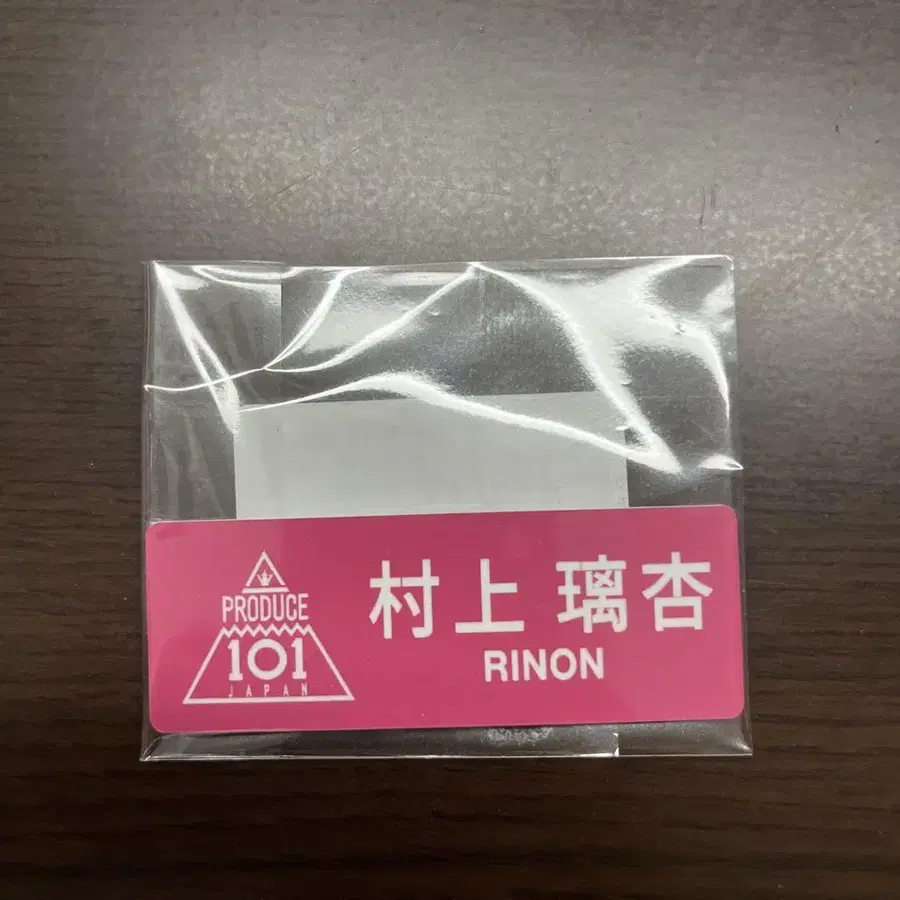 PRODUCE
101
JAPAN
村上 璃杏
RINON